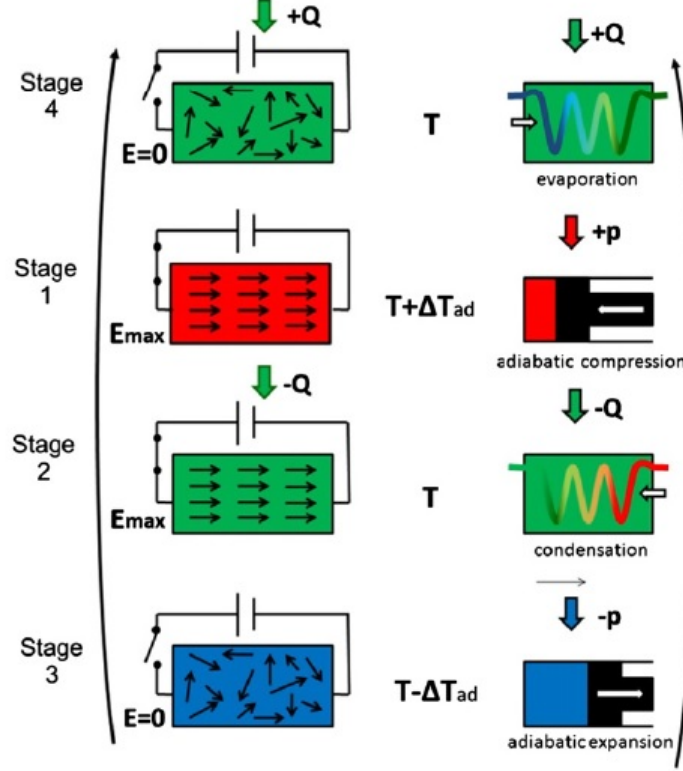 +Q
+Q
Stage
4
E=0
T
evaporation
+p
Stage
1
Emax
T+ΔTad
adiabatic compression
-Q
-Q
Stage
2
Emax
T
condensation
-p
Stage
3
E=0
T-ΔTad
adiabatic expansion